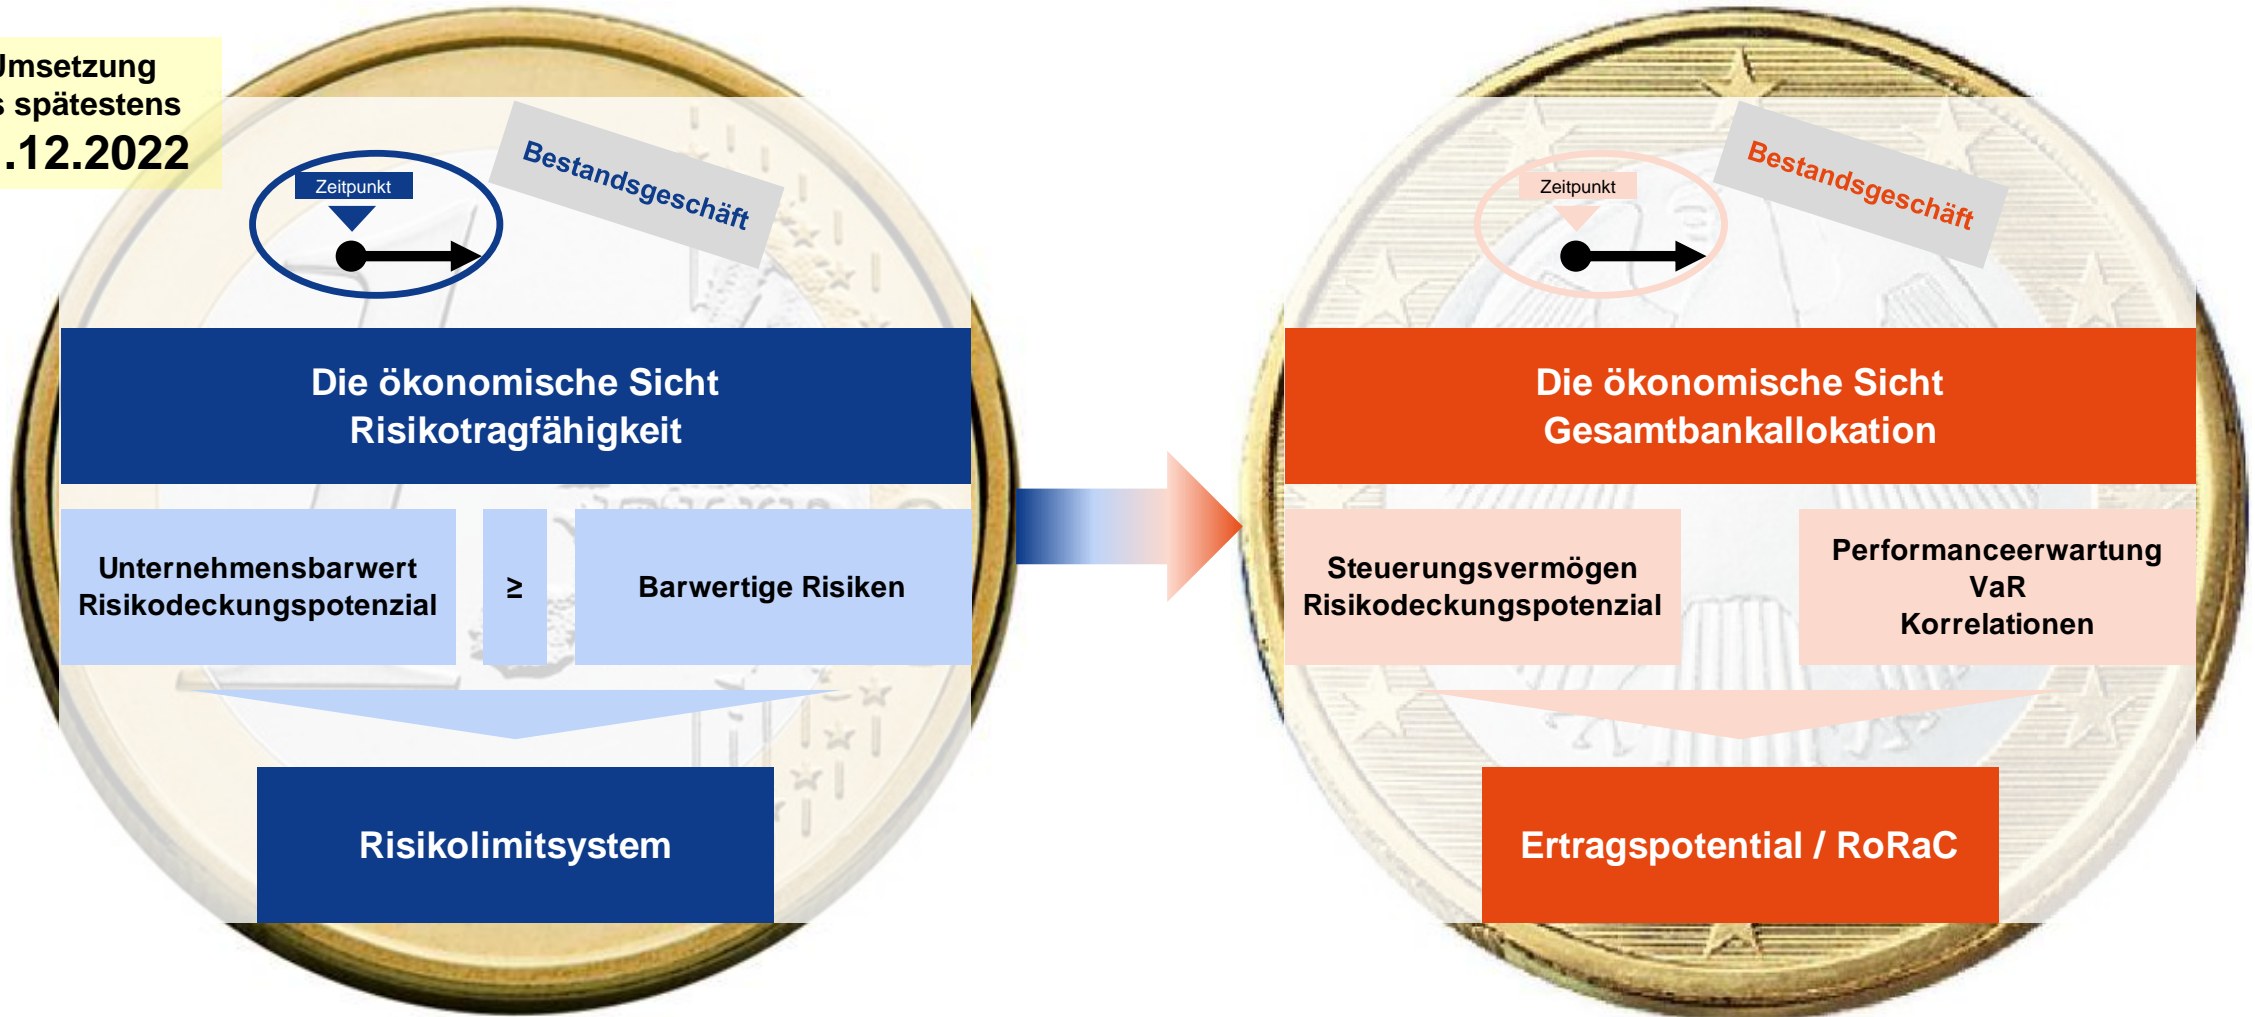 Umsetzung
s spätestens
.12.2022
Zeitpunkt
Bestandsgeschäft
Die ökonomische Sicht
Risikotragfähigkeit
Unternehmensbarwert
Risikodeckungspotenzial
≥
Barwertige Risiken
Risikolimitsystem
Zeitpunkt
Bestandsgeschäft
Die ökonomische Sicht
Gesamtbankallokation
Steuerungsvermögen
Risikodeckungspotenzial
Performanceerwartung
VaR
Korrelationen
Ertragspotential / RoRaC